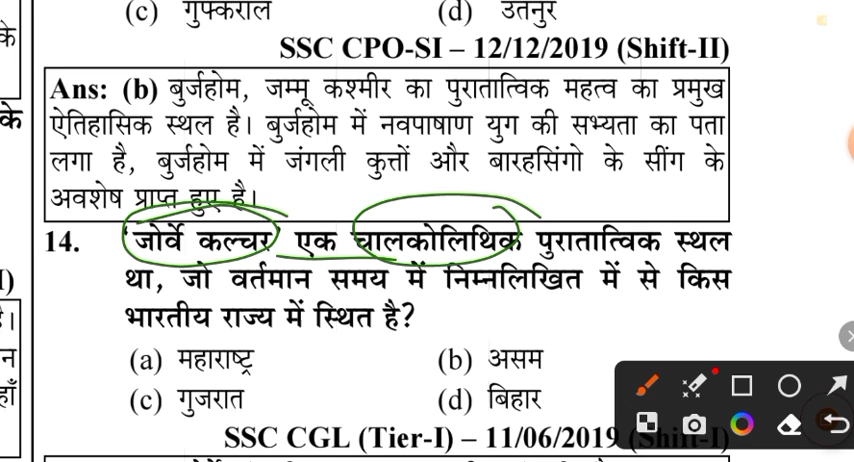 (c) गुफ्कराल (d) उतनुर
SSC CPO-SI – 12/12/2019 (Shift-II)
Ans: (b) बुर्जहोम, जम्मू कश्मीर का पुरातात्विक महत्व का प्रमुख
ऐतिहासिक स्थल है। बुर्जहोम में नवपाषाण युग की सभ्यता का पता
लगा है, बुर्जहोम में जंगली कुत्तों और बारहसिंगो के सींग के
अवशेष प्राप्त हुए है।
14. 'जोर्वे कल्चर' एक चालकोलिथिक पुरातात्विक स्थल
था, जो वर्तमान समय में निम्नलिखित में से किस
भारतीय राज्य में स्थित है?
(a) महाराष्ट्र (b) असम
(c) गुजरात (d) बिहार
SSC CGL (Tier-I) – 11/06/2019 (Shift-I)
के
के
I)
है।
न
हाँ